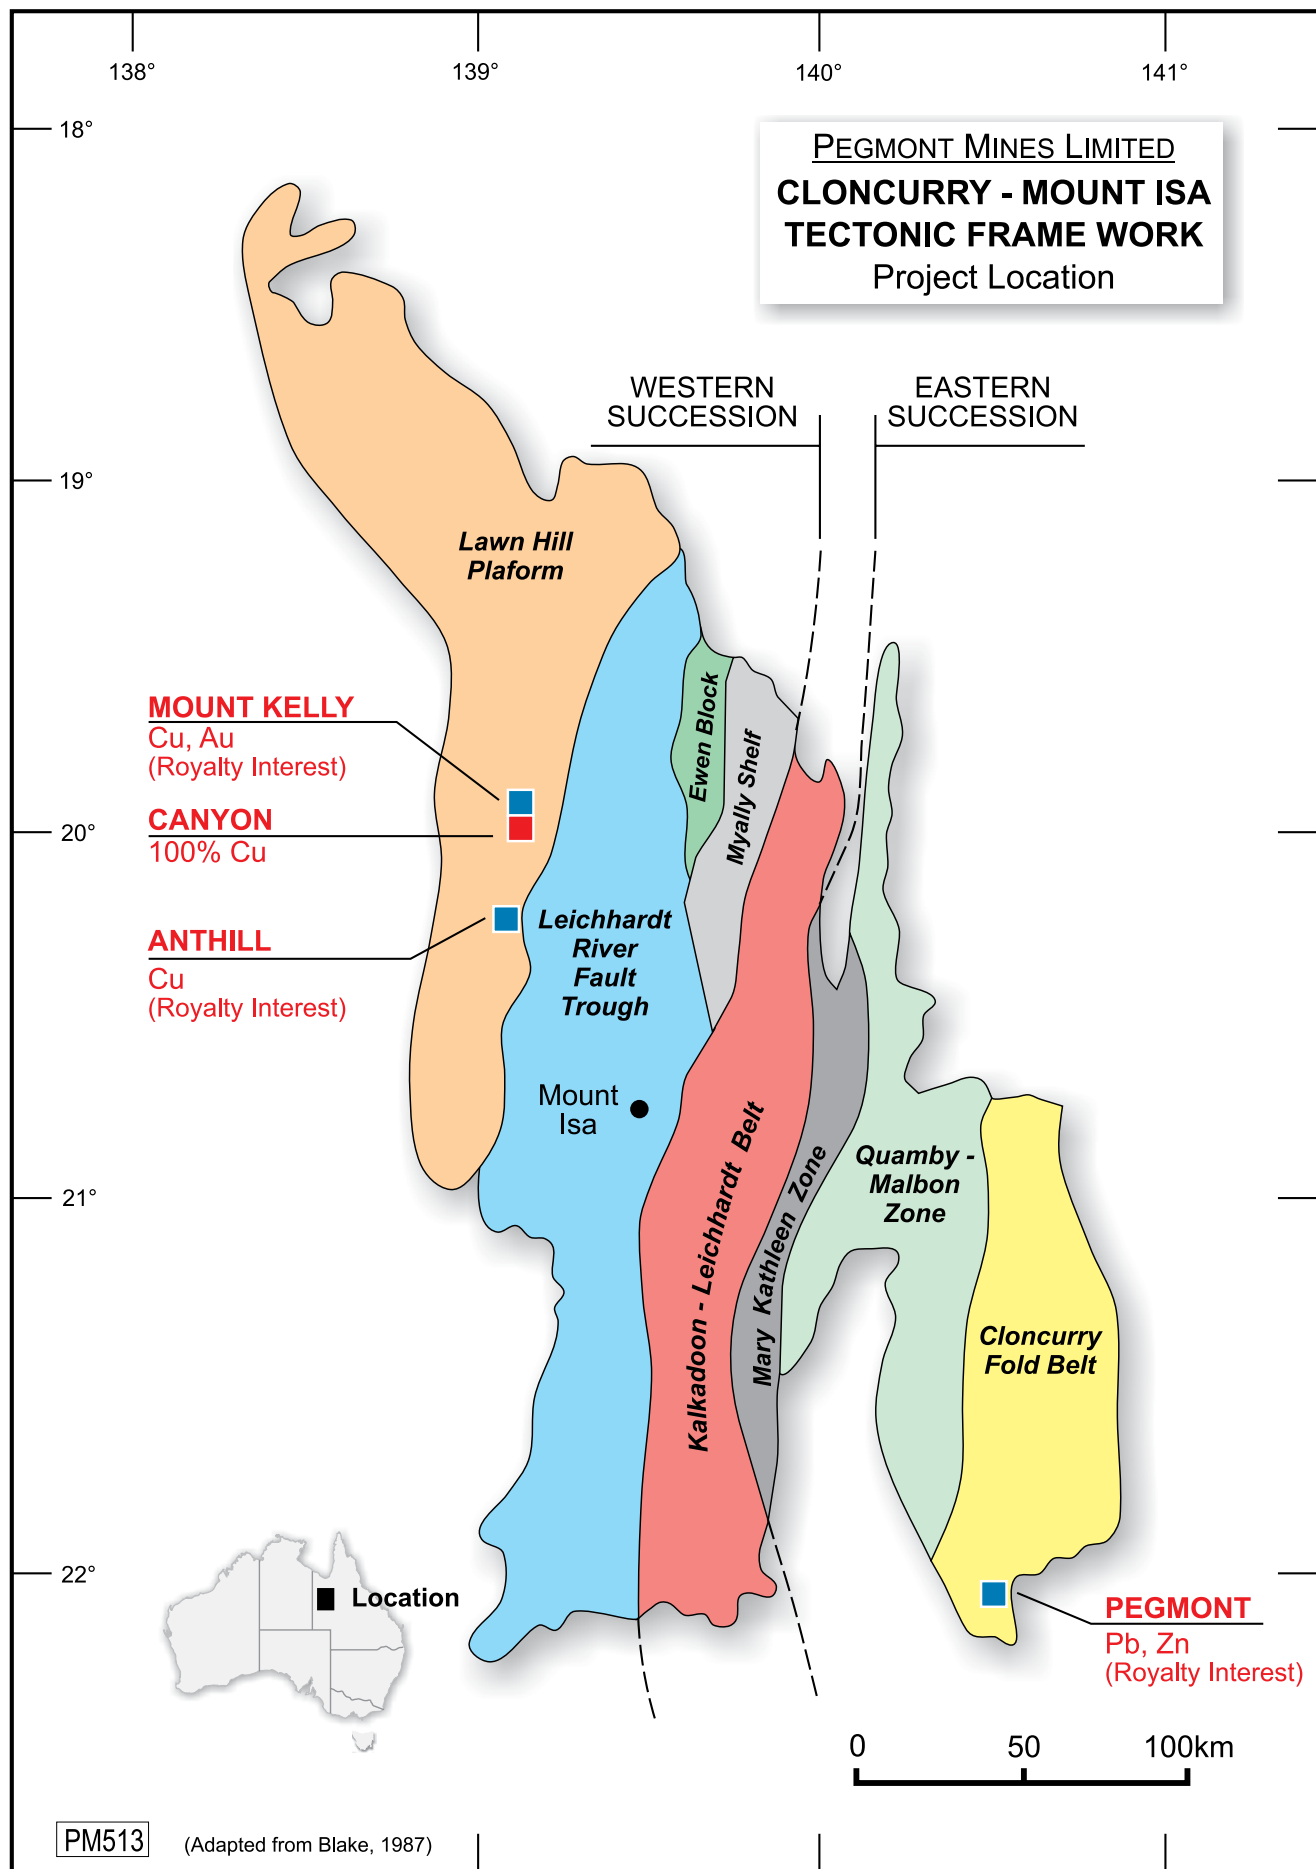 138°
139°
140°
141°
18°
PEGMONT MINES LIMITED
CLONCURRY - MOUNT ISA
TECTONIC FRAME WORK
Project Location
WESTERN
SUCCESSION
EASTERN
SUCCESSION
19°
Lawn Hill
Plaform
MOUNT KELLY
Cu, Au
(Royalty Interest)
Ewen Block
Myally Shelf
CANYON
100% Cu
20°
ANTHILL
Cu
(Royalty Interest)
Leichhardt
River
Fault
Trough
Mount
Isa
Kalkadoon - Leichhardt Belt
Mary Kathleen Zone
Quamby -
Malbon
Zone
21°
Cloncurry
Fold Belt
22°
Location
PEGMONT
Pb, Zn
(Royalty Interest)
0 50 100km
PM513
(Adapted from Blake, 1987)